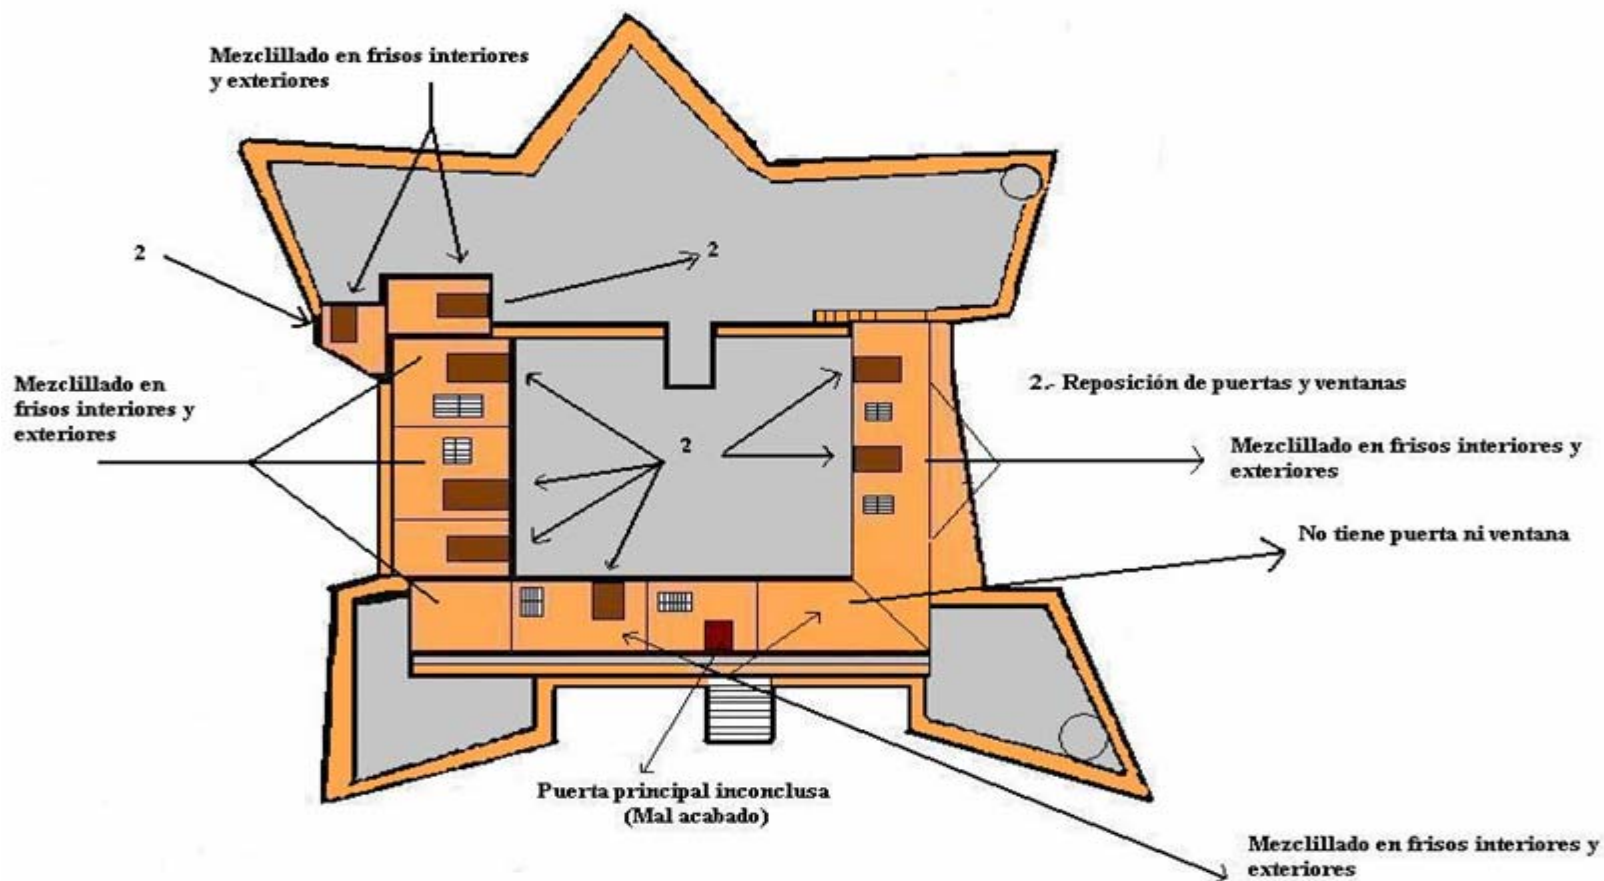 Mezclillado en frisos interiores
y exteriores
2
2
Mezclillado en
frisos interiores y
exteriores
2
2.- Reposición de puertas y ventanas
Mezclillado en frisos interiores y
exteriores
No tiene puerta ni ventana
Puerta principal inconclusa
(Mal acabado)
Mezclillado en frisos interiores y
exteriores